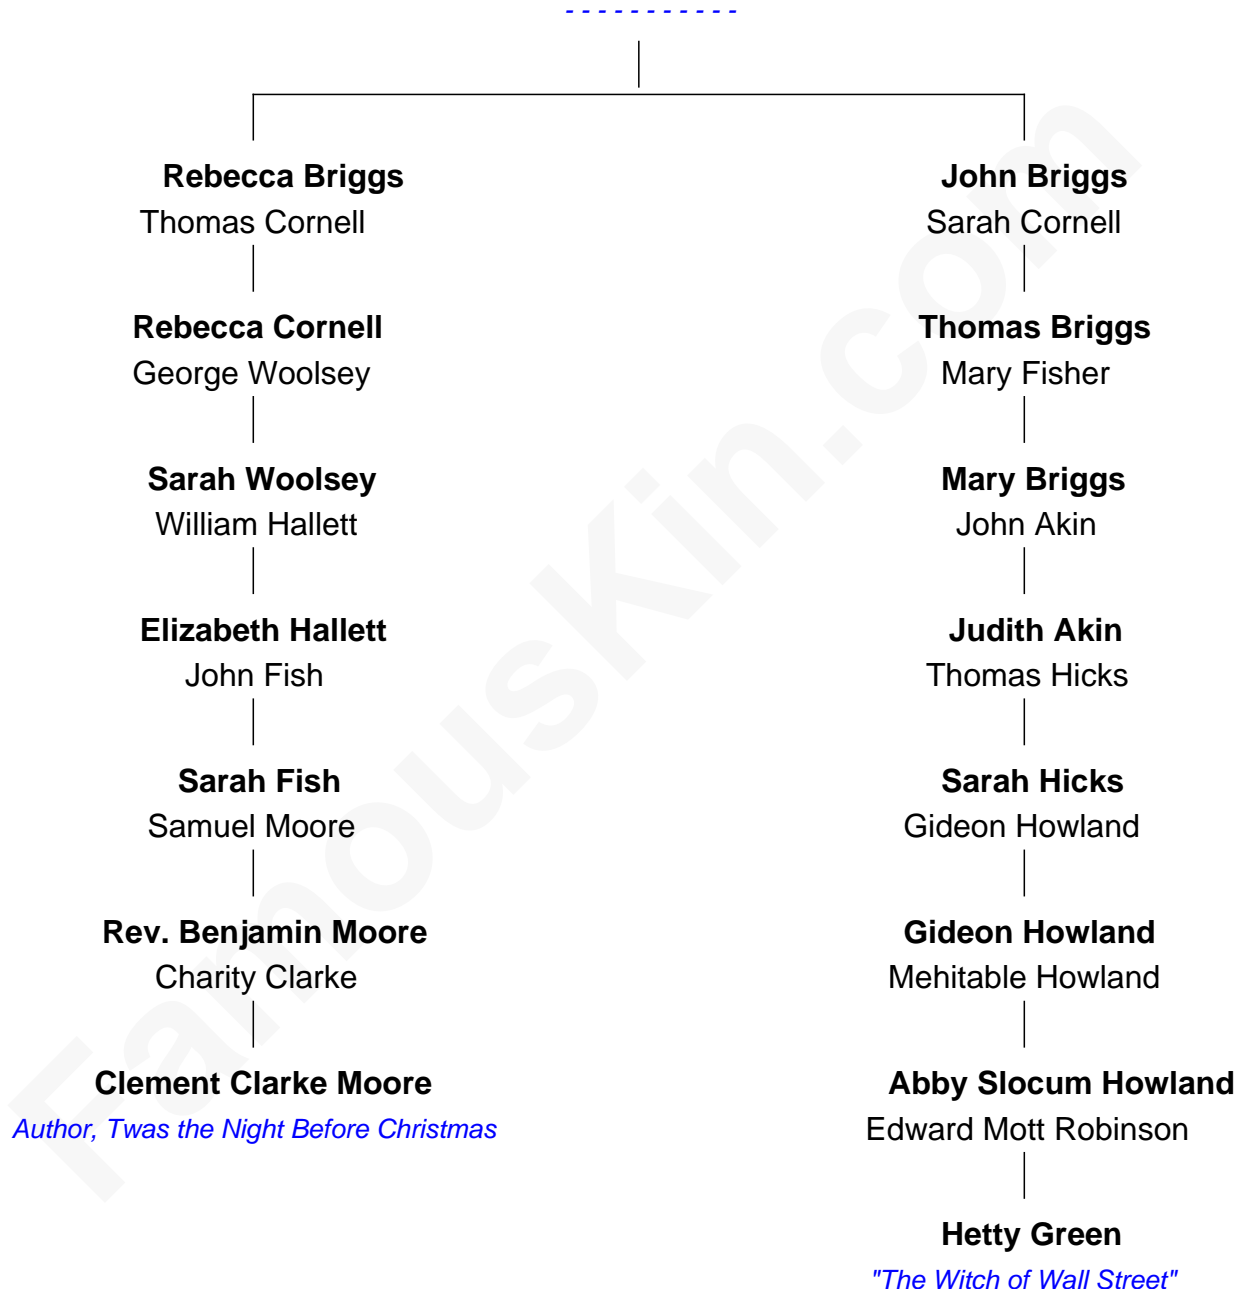 - - - - - - - - - - -
Rebecca Briggs
Thomas Cornell
Rebecca Cornell
George Woolsey
Sarah Woolsey
William Hallett
Elizabeth Hallett
John Fish
Sarah Fish
Samuel Moore
Rev. Benjamin Moore
Charity Clarke
Clement Clarke Moore
Author, Twas the Night Before Christmas
John Briggs
Sarah Cornell
Thomas Briggs
Mary Fisher
Mary Briggs
John Akin
Judith Akin
Thomas Hicks
Sarah Hicks
Gideon Howland
Gideon Howland
Mehitable Howland
Abby Slocum Howland
Edward Mott Robinson
Hetty Green
"The Witch of Wall Street"
FamousKin.com